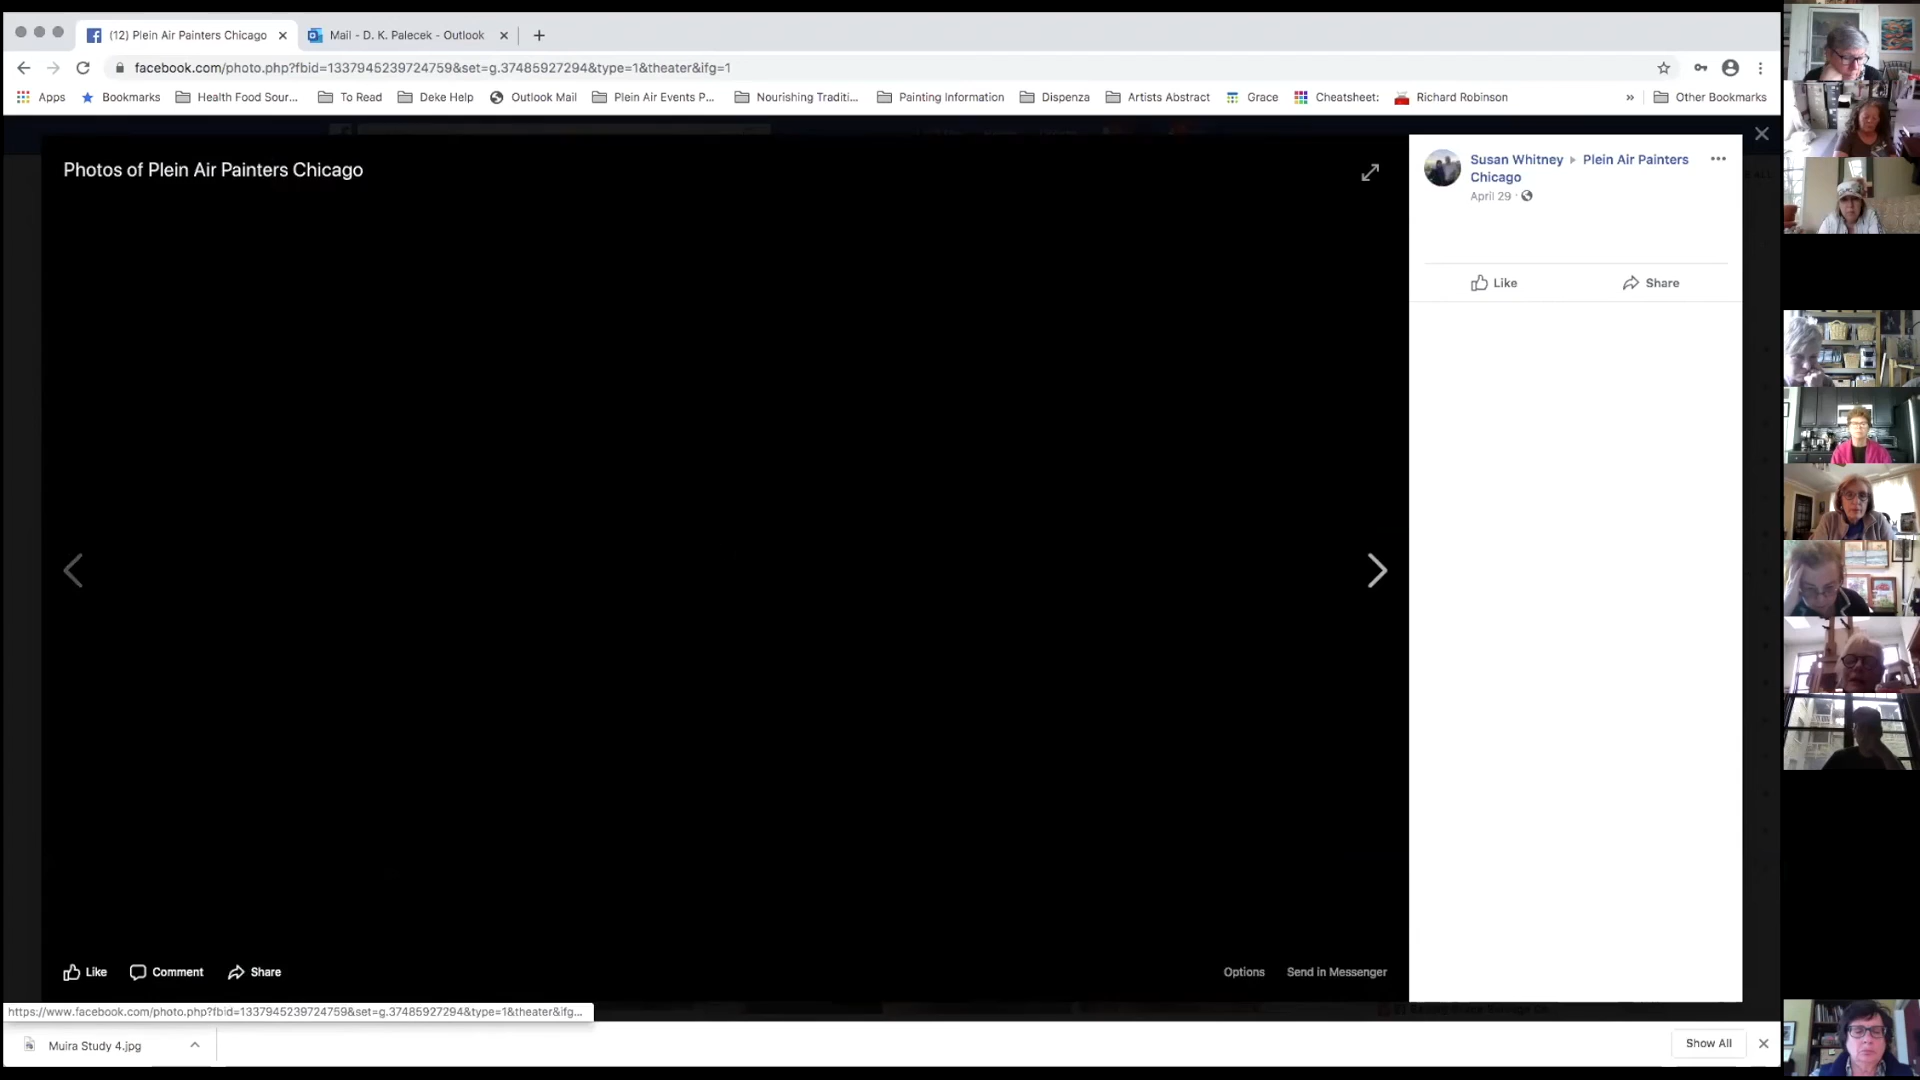 (12) Plein Air Painters Chicago
Mail - D. K. Palecek - Outlook
facebook.com/photo.php?fbid=1337945239724759&set=g.37485927294&type=1&theater&ifg=1
Apps
Bookmarks
Health Food Sour...
To Read
Deke Help
Outlook Mail
Plein Air Events P...
Nourishing Traditi...
Painting Information
Dispenza
Artists Abstract
Grace
Cheatsheet:
Richard Robinson
»
Other Bookmarks
Photos of Plein Air Painters Chicago
Susan Whitney ▸ Plein Air Painters
Chicago
April 29 ·
Like
Share
Like
Comment
Share
Options
Send in Messenger
https://www.facebook.com/photo.php?fbid=1337945239724759&set=g.37485927294&type=1&theater&ifg...
Muira Study 4.jpg
Show All